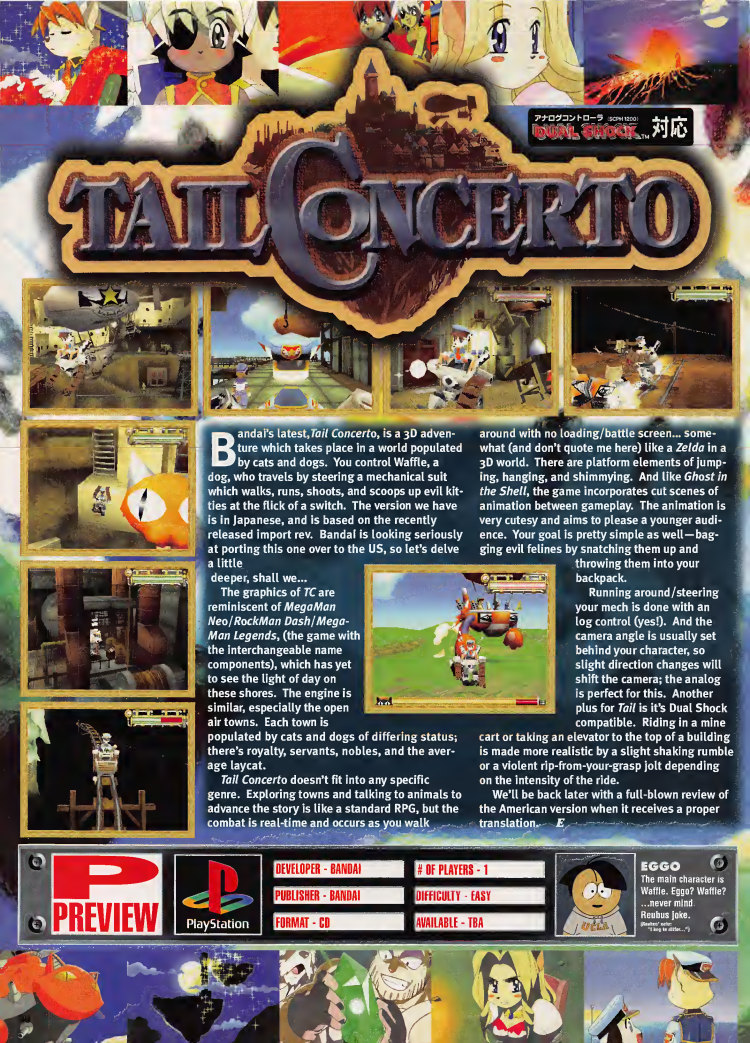 アナログコントローラ (SCPH 1200)
DUAL SHOCK™ 対応
TAIL CONCERTO
Bandai's latest, Tail Concerto, is a 3D adven-
ture which takes place in a world populated
by cats and dogs. You control Waffle, a
dog, who travels by steering a mechanical suit
which walks, runs, shoots, and scoops up evil kit-
ties at the flick of a switch. The version we have
is in Japanese, and is based on the recently
released import rev. Bandai is looking seriously
at porting this one over to the US, so let's delve
a little
deeper, shall we...
The graphics of TC are
reminiscent of MegaMan
Neo/RockMan Dash/Mega-
Man Legends, (the game with
the interchangeable name
components), which has yet
to see the light of day on
these shores. The engine is
similar, especially the open
air towns. Each town is
populated by cats and dogs of differing status;
there's royalty, servants, nobles, and the aver-
age laycat.
Tail Concerto doesn't fit into any specific
genre. Exploring towns and talking to animals to
advance the story is like a standard RPG, but the
combat is real-time and occurs as you walk
around with no loading/battle screen... some-
what (and don't quote me here) like a Zelda in a
3D world. There are platform elements of jump-
ing, hanging, and shimmying. And like Ghost in
the Shell, the game incorporates cut scenes of
animation between gameplay. The animation is
very cutesy and aims to please a younger audi-
ence. Your goal is pretty simple as well—bag-
ging evil felines by snatching them up and
throwing them into your
backpack.
Running around/steering
your mech is done with an
log control (yes!). And the
camera angle is usually set
behind your character, so
slight direction changes will
shift the camera; the analog
is perfect for this. Another
plus for Tail is it's Dual Shock
compatible. Riding in a mine
cart or taking an elevator to the top of a building
is made more realistic by a slight shaking rumble
or a violent rip-from-your-grasp jolt depending
on the intensity of the ride.
We'll be back later with a full-blown review of
the American version when it receives a proper
translation. E
P
PREVIEW
PlayStation
DEVELOPER - BANDAI
PUBLISHER - BANDAI
FORMAT - CD
# OF PLAYERS - 1
DIFFICULTY - EASY
AVAILABLE - TBA
UCLA
EGGO
The main character is
Waffle. Eggo? Waffle?
...never mind.
Reubus joke.